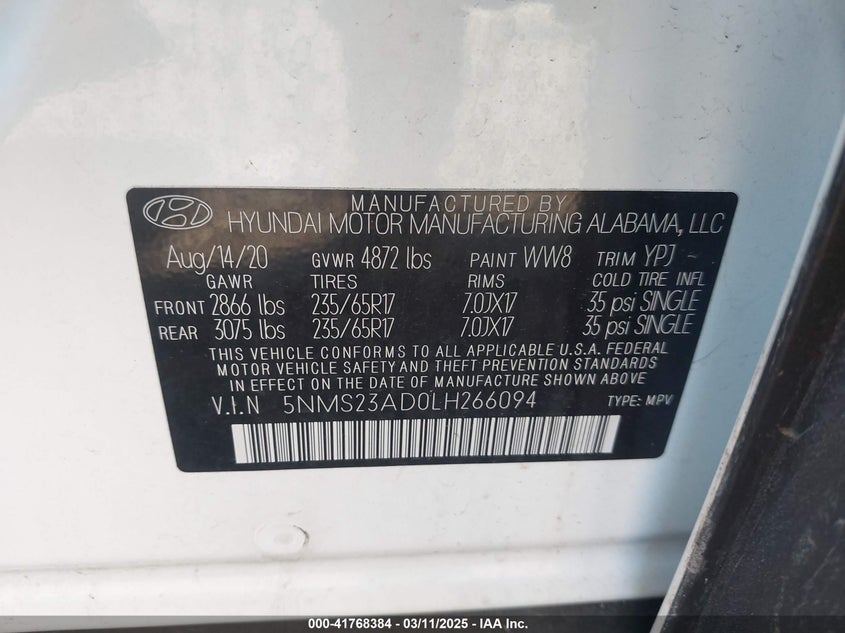 MANUFACTURED BY
HYUNDAI MOTOR MANUFACTURING ALABAMA, LLC
Aug/14/20 GVWR 4872 lbs PAINT WW8 TRIM YPJ ~
GAWR TIRES RIMS COLD TIRE INFL
FRONT 2866 lbs 235/65R17 7.0JX17 35 psi SINGLE
REAR 3075 lbs 235/65R17 7.0JX17 35 psi SINGLE
THIS VEHICLE CONFORMS TO ALL APPLICABLE U.S.A. FEDERAL
MOTOR VEHICLE SAFETY AND THEFT PREVENTION STANDARDS
IN EFFECT ON THE DATE OF MANUFACTURE SHOWN ABOVE
V.I.N 5NMS23AD0LH266094 TYPE: MPV
000-41768384 - 03/11/2025 - IAA Inc.